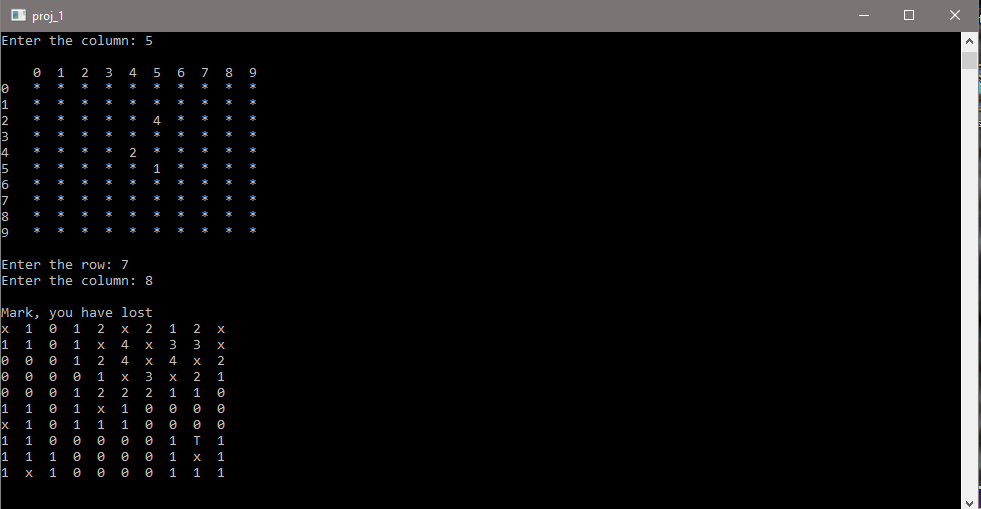 proj_1
Enter the column: 5
0 1 2 3 4 5 6 7 8 9
0 * * * * * * * * * *
1 * * * * * * * * * *
2 * * * * * 4 * * * *
3 * * * * * * * * * *
4 * * * * 2 * * * * *
5 * * * * * 1 * * * *
6 * * * * * * * * * *
7 * * * * * * * * * *
8 * * * * * * * * * *
9 * * * * * * * * * *
Enter the row: 7
Enter the column: 8
Mark, you have lost
x 1 0 1 2 x 2 1 2 x
1 1 0 1 x 4 x 3 3 x
0 0 0 1 2 4 x 4 x 2
0 0 0 0 1 x 3 x 2 1
0 0 0 1 2 2 2 1 1 0
1 1 0 1 x 1 0 0 0 0
x 1 0 1 1 1 0 0 0 0
1 1 0 0 0 0 0 1 T 1
1 1 1 0 0 0 0 1 x 1
1 x 1 0 0 0 0 1 1 1